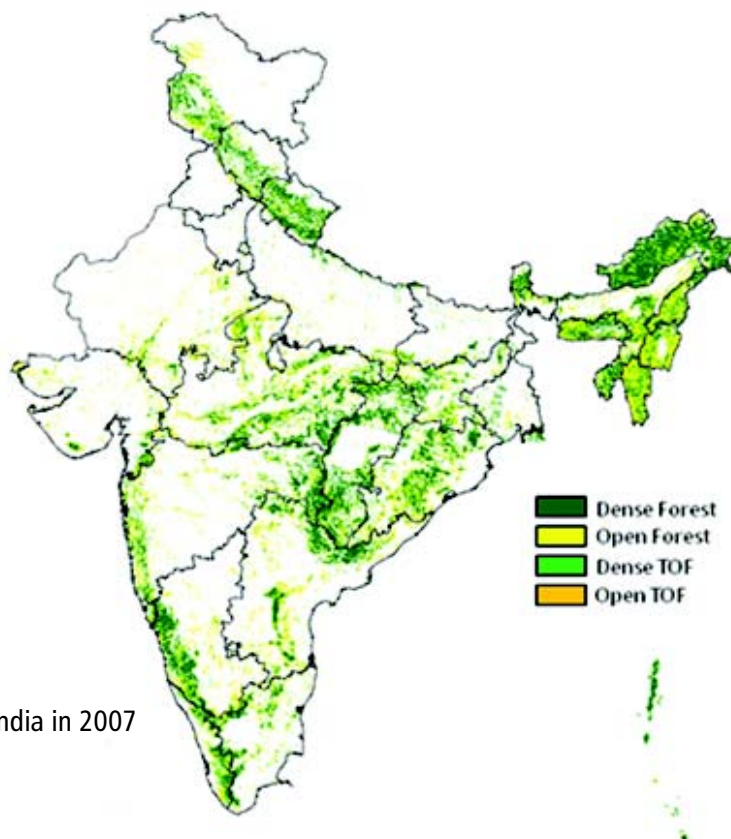 Dense Forest
Open Forest
Dense TOF
Open TOF
ndia in 2007